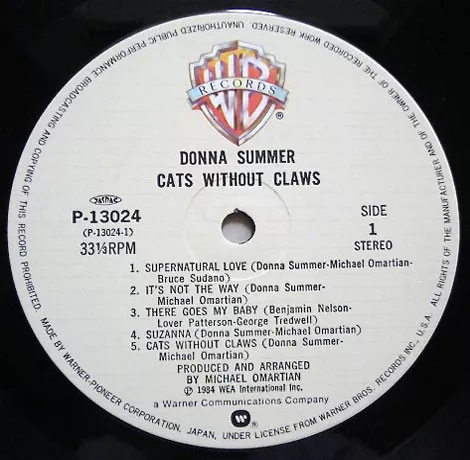 UNAUTHORIZED PUBLIC PERFORMANCE BROADCASTING AND COPYING OF THIS RECORD PROHIBITED.
ALL RIGHTS OF THE MANUFACTURER AND OF THE OWNER OF THE RECORDED WORK RESERVED.
WB
RECORDS
®
DONNA SUMMER
CATS WITHOUT CLAWS
P-13024
(P-13024-1)
33⅓RPM
SIDE
1
STEREO
1. SUPERNATURAL LOVE (Donna Summer-Michael Omartian-
Bruce Sudano)
2. IT'S NOT THE WAY (Donna Summer-
Michael Omartian)
3. THERE GOES MY BABY (Benjamin Nelson-
Lover Patterson-George Tredwell)
4. SUZANNA (Donna Summer-Michael Omartian)
5. CATS WITHOUT CLAWS (Donna Summer-
Michael Omartian)
PRODUCED AND ARRANGED
BY MICHAEL OMARTIAN
℗ 1984 WEA International Inc.
a Warner Communications Company
MADE BY WARNER-PIONEER CORPORATION, JAPAN, UNDER LICENSE FROM WARNER BROS. RECORDS INC., U.S.A.